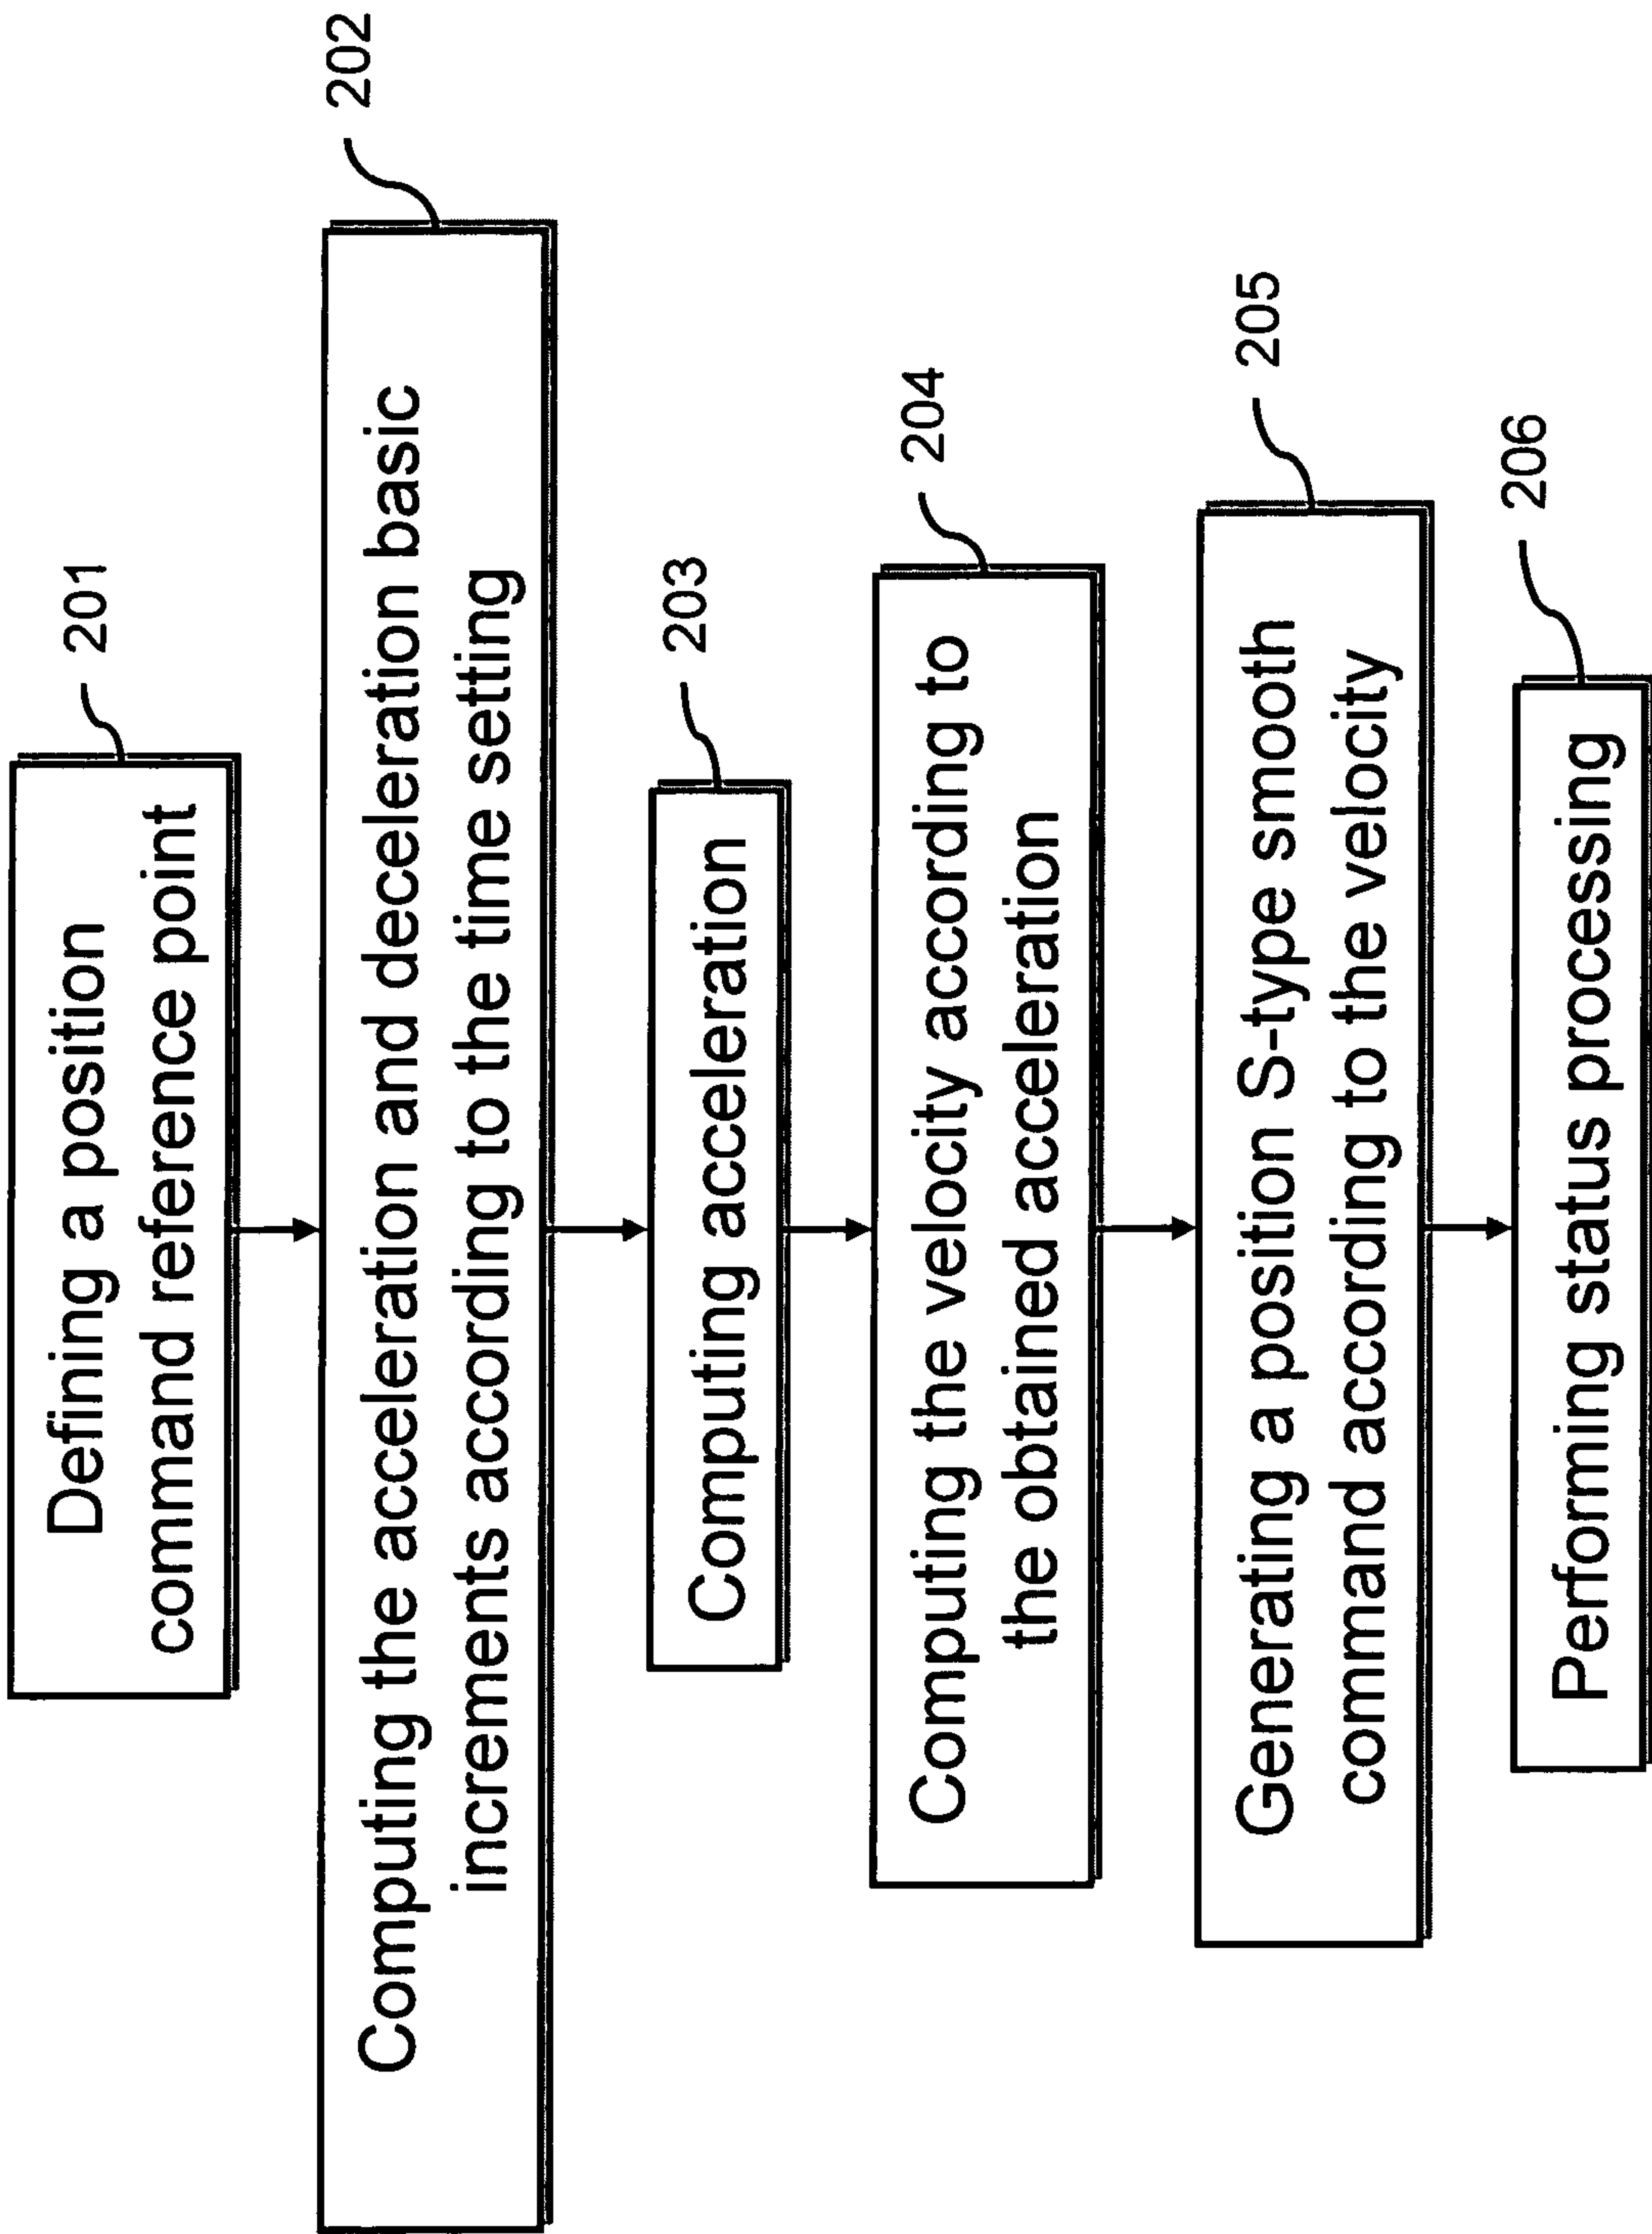 Defining a position
command reference point
201
Computing the acceleration and deceleration basic
increments according to the time setting
202
Computing acceleration
203
Computing the velocity according to
the obtained acceleration
204
Generating a position S-type smooth
command according to the velocity
205
Performing status processing
206